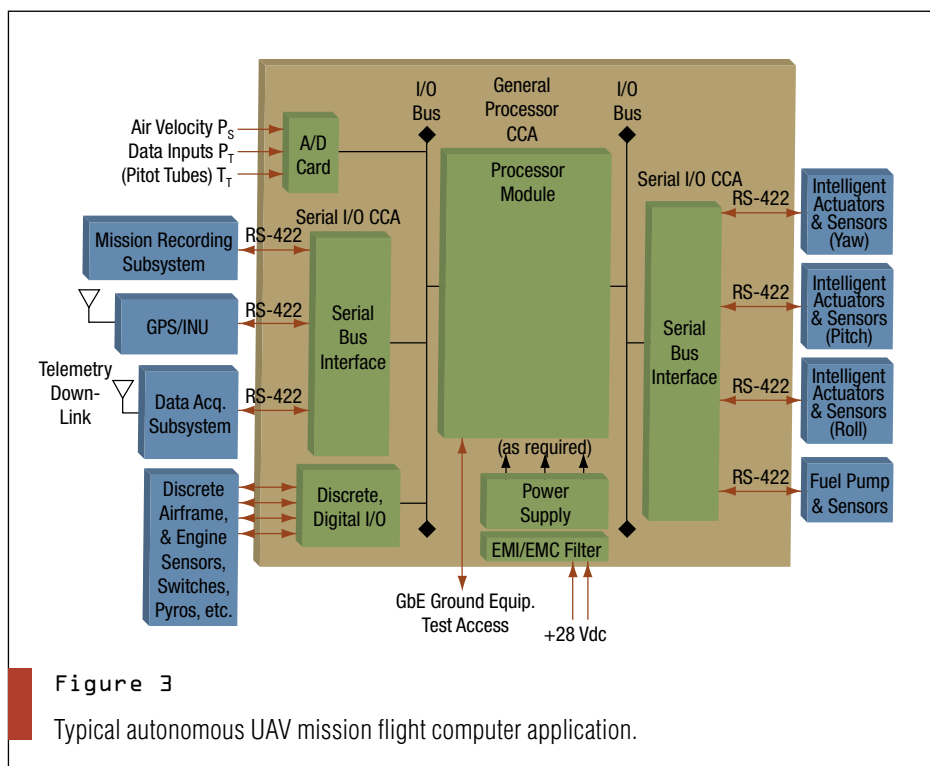 I/O
Bus
General
Processor
CCA
I/O
Bus
Air Velocity PS
Data Inputs PT
(Pitot Tubes) TT
A/D
Card
Processor
Module
Serial I/O CCA
Serial I/O CCA
Mission Recording
Subsystem
RS-422
GPS/INU
RS-422
Serial
Bus
Interface
Telemetry
Down-
Link
Data Acq.
Subsystem
RS-422
Discrete
Airframe,
& Engine
Sensors,
Switches,
Pyros, etc.
Discrete,
Digital I/O
(as required)
Power
Supply
EMI/EMC Filter
GbE Ground Equip.
Test Access
+28 Vdc
Serial
Bus
Interface
RS-422
Intelligent
Actuators
& Sensors
(Yaw)
RS-422
Intelligent
Actuators
& Sensors
(Pitch)
RS-422
Intelligent
Actuators
& Sensors
(Roll)
RS-422
Fuel Pump
& Sensors
Figure 3
Typical autonomous UAV mission flight computer application.